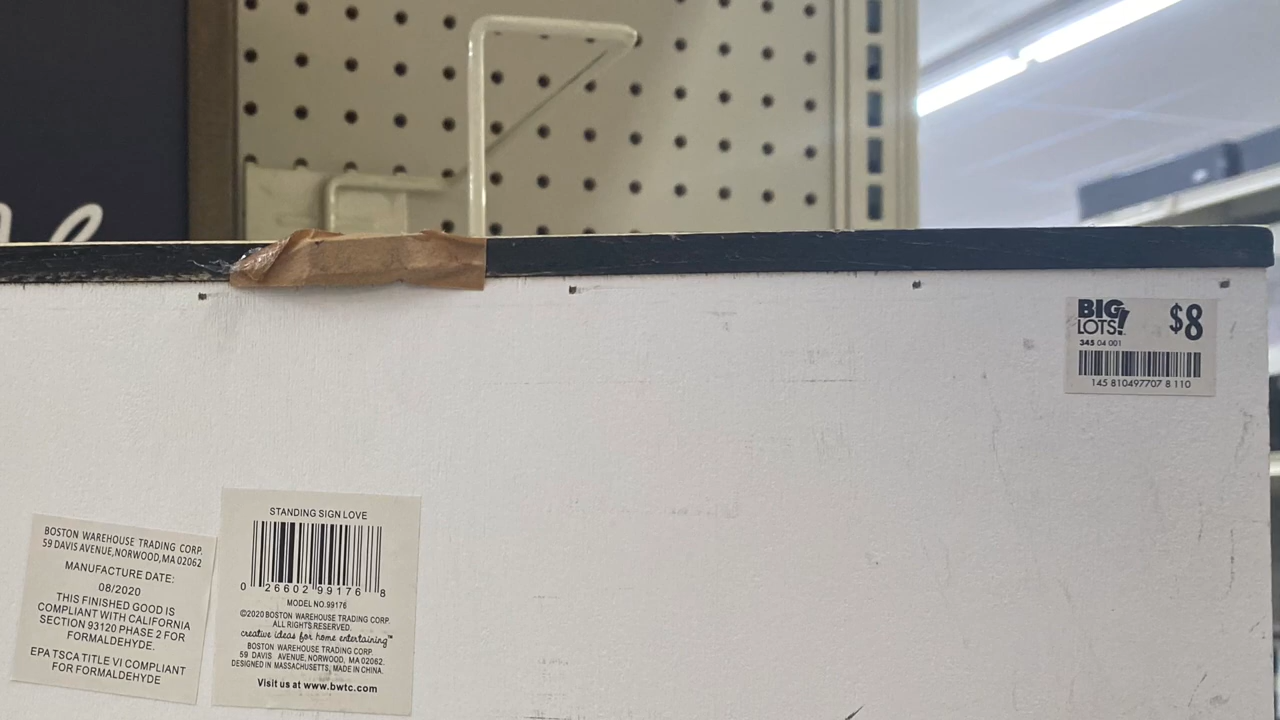 BIG
LOTS!
$8
345 04 001
145 810497707 8 110
BOSTON WAREHOUSE TRADING CORP.
59 DAVIS AVENUE, NORWOOD, MA 02062
MANUFACTURE DATE:
08/2020
THIS FINISHED GOOD IS
COMPLIANT WITH CALIFORNIA
SECTION 93120 PHASE 2 FOR
FORMALDEHYDE.
EPA TSCA TITLE VI COMPLIANT
FOR FORMALDEHYDE
STANDING SIGN LOVE
0 26602 99176 8
MODEL NO.99176
©2020 BOSTON WAREHOUSE TRADING CORP.
ALL RIGHTS RESERVED.
creative ideas for home entertaining™
BOSTON WAREHOUSE TRADING CORP.
59 DAVIS AVENUE, NORWOOD, MA 02062.
DESIGNED IN MASSACHUSETTS, MADE IN CHINA.
Visit us at www.bwtc.com